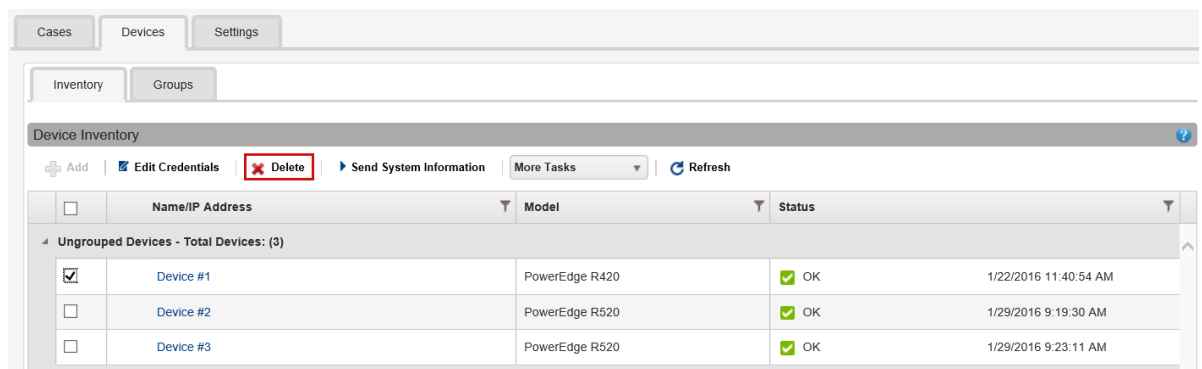 Cases Devices Settings
Inventory Groups
Device Inventory ?
Add Edit Credentials Delete Send System Information More Tasks Refresh
Name/IP Address Model Status
Ungrouped Devices - Total Devices: (3)
Device #1 PowerEdge R420 OK 1/22/2016 11:40:54 AM
Device #2 PowerEdge R520 OK 1/29/2016 9:19:30 AM
Device #3 PowerEdge R520 OK 1/29/2016 9:23:11 AM